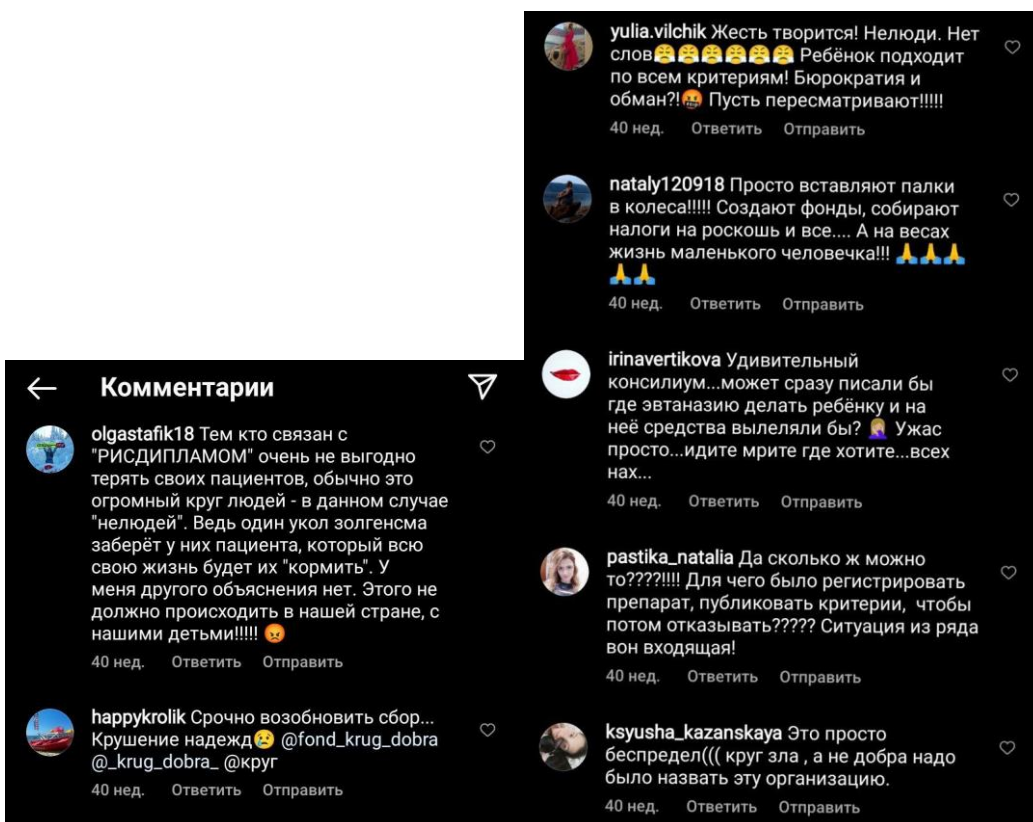 Комментарии
olgastafik18 Тем кто связан с
"РИСДИПЛАМОМ" очень не выгодно
терять своих пациентов, обычно это
огромный круг людей - в данном случае
"нелюдей". Ведь один укол золгенсма
заберёт у них пациента, который всю
свою жизнь будет их "кормить". У
меня другого объяснения нет. Этого не
должно происходить в нашей стране, с
нашими детьми!!!!! 😡
40 нед. Ответить Отправить
happykrolik Срочно возобновить сбор...
Крушение надежд😢 @fond_krug_dobra
@_krug_dobra_ @круг
40 нед. Ответить Отправить
yulia.vilchik Жесть творится! Нелюди. Нет
слов😤😤😤😤😤😤 Ребёнок подходит
по всем критериям! Бюрократия и
обман?!🤬 Пусть пересматривают!!!!!
40 нед. Ответить Отправить
nataly120918 Просто вставляют палки
в колеса!!!!! Создают фонды, собирают
налоги на роскошь и все.... А на весах
жизнь маленького человечка!!! 🙏🙏🙏
🙏🙏
40 нед. Ответить Отправить
irinavertikova Удивительный
консилиум...может сразу писали бы
где эвтаназию делать ребёнку и на
неё средства вылеляли бы? 🤦🏼‍♀️ Ужас
просто...идите мрите где хотите...всех
нах...
40 нед. Ответить Отправить
pastika_natalia Да сколько ж можно
то????!!!! Для чего было регистрировать
препарат, публиковать критерии, чтобы
потом отказывать????? Ситуация из ряда
вон входящая!
40 нед. Ответить Отправить
ksyusha_kazanskaya Это просто
беспредел((( круг зла , а не добра надо
было назвать эту организацию.
40 нед. Ответить Отправить